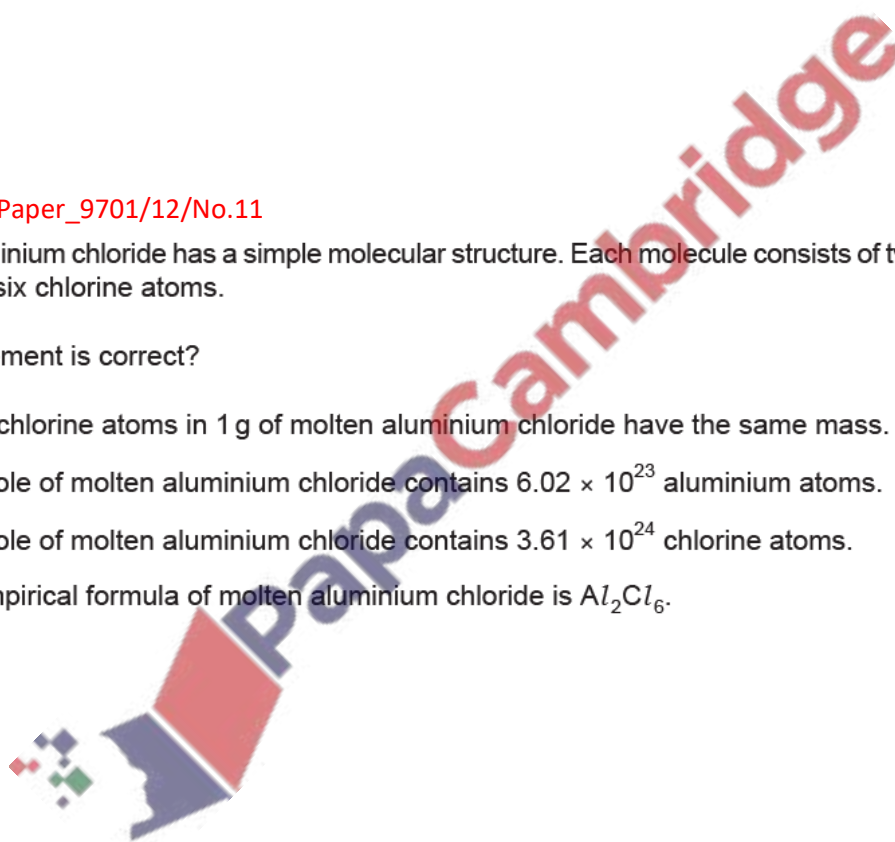 Paper_9701/12/No.11
inium chloride has a simple molecular structure. Each molecule consists of t
six chlorine atoms.
ment is correct?
chlorine atoms in 1 g of molten aluminium chloride have the same mass.
ole of molten aluminium chloride contains 6.02 × 10²³ aluminium atoms.
ole of molten aluminium chloride contains 3.61 × 10²⁴ chlorine atoms.
pirical formula of molten aluminium chloride is Al₂Cl₆.
PapaCambridge